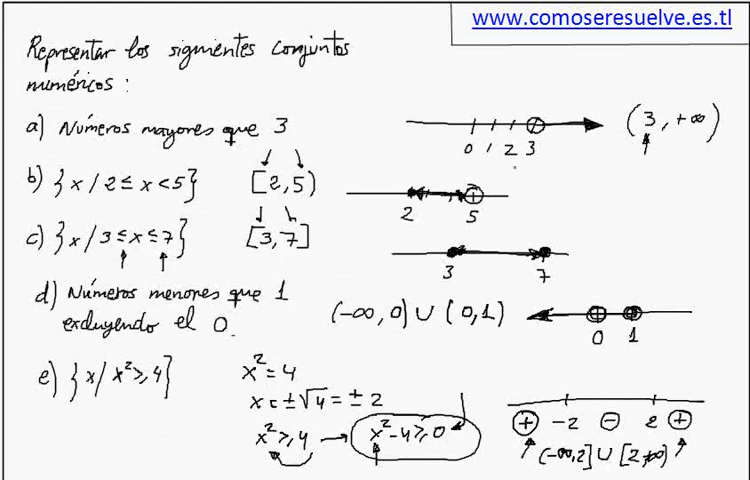 www.comoseresuelve.es.tl
Representar los siguientes conjuntos
numéricos :
a) Números mayores que 3
0 1 2 3
(3, +∞)
b) {x / 2 ≤ x < 5}
[2, 5)
2 5
c) {x / 3 ≤ x ≤ 7}
[3, 7]
3 7
d) Números menores que 1
excluyendo el 0.
(-∞, 0) ∪ (0, 1)
0 1
e) {x / x² ≥ 4}
x² = 4
x = ±√4 = ± 2
x² ≥ 4 → x² - 4 ≥ 0
+ -2 - 2 +
(-∞, 2] ∪ [2, +∞)